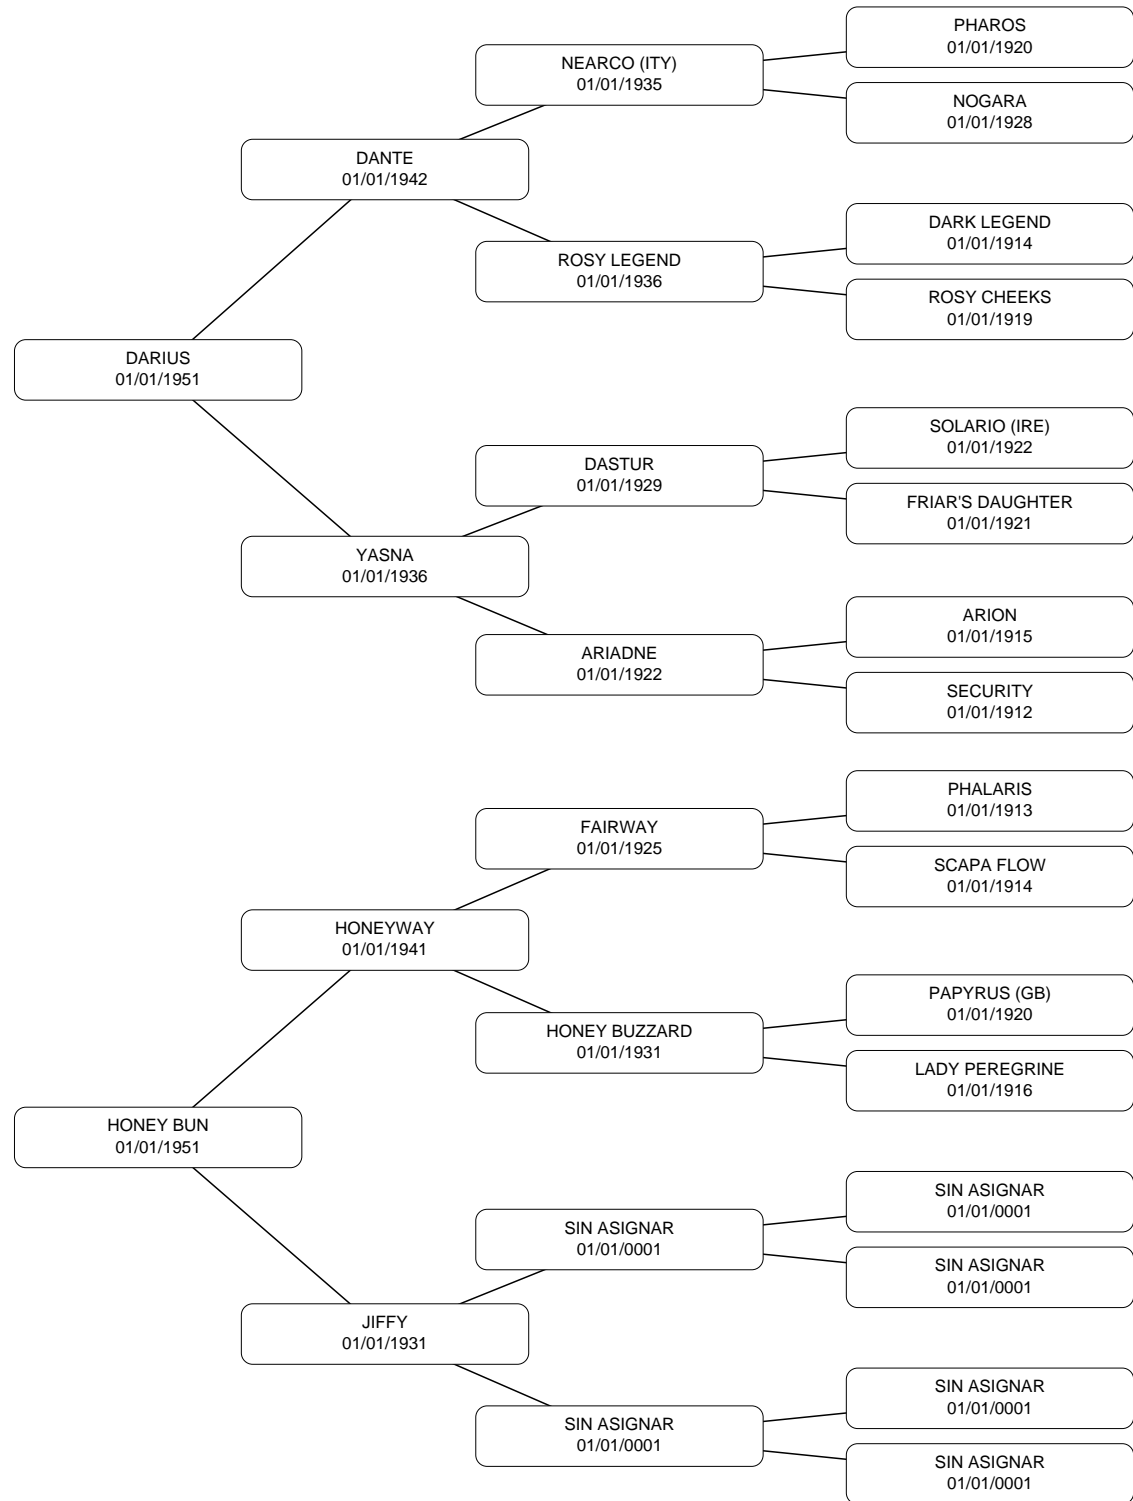 PHAROS
01/01/1920
NEARCO (ITY)
01/01/1935
NOGARA
01/01/1928
DANTE
01/01/1942
DARK LEGEND
01/01/1914
ROSY LEGEND
01/01/1936
ROSY CHEEKS
01/01/1919
DARIUS
01/01/1951
SOLARIO (IRE)
01/01/1922
DASTUR
01/01/1929
FRIAR'S DAUGHTER
01/01/1921
YASNA
01/01/1936
ARION
01/01/1915
ARIADNE
01/01/1922
SECURITY
01/01/1912
PHALARIS
01/01/1913
FAIRWAY
01/01/1925
SCAPA FLOW
01/01/1914
HONEYWAY
01/01/1941
PAPYRUS (GB)
01/01/1920
HONEY BUZZARD
01/01/1931
LADY PEREGRINE
01/01/1916
HONEY BUN
01/01/1951
SIN ASIGNAR
01/01/0001
SIN ASIGNAR
01/01/0001
SIN ASIGNAR
01/01/0001
JIFFY
01/01/1931
SIN ASIGNAR
01/01/0001
SIN ASIGNAR
01/01/0001
SIN ASIGNAR
01/01/0001